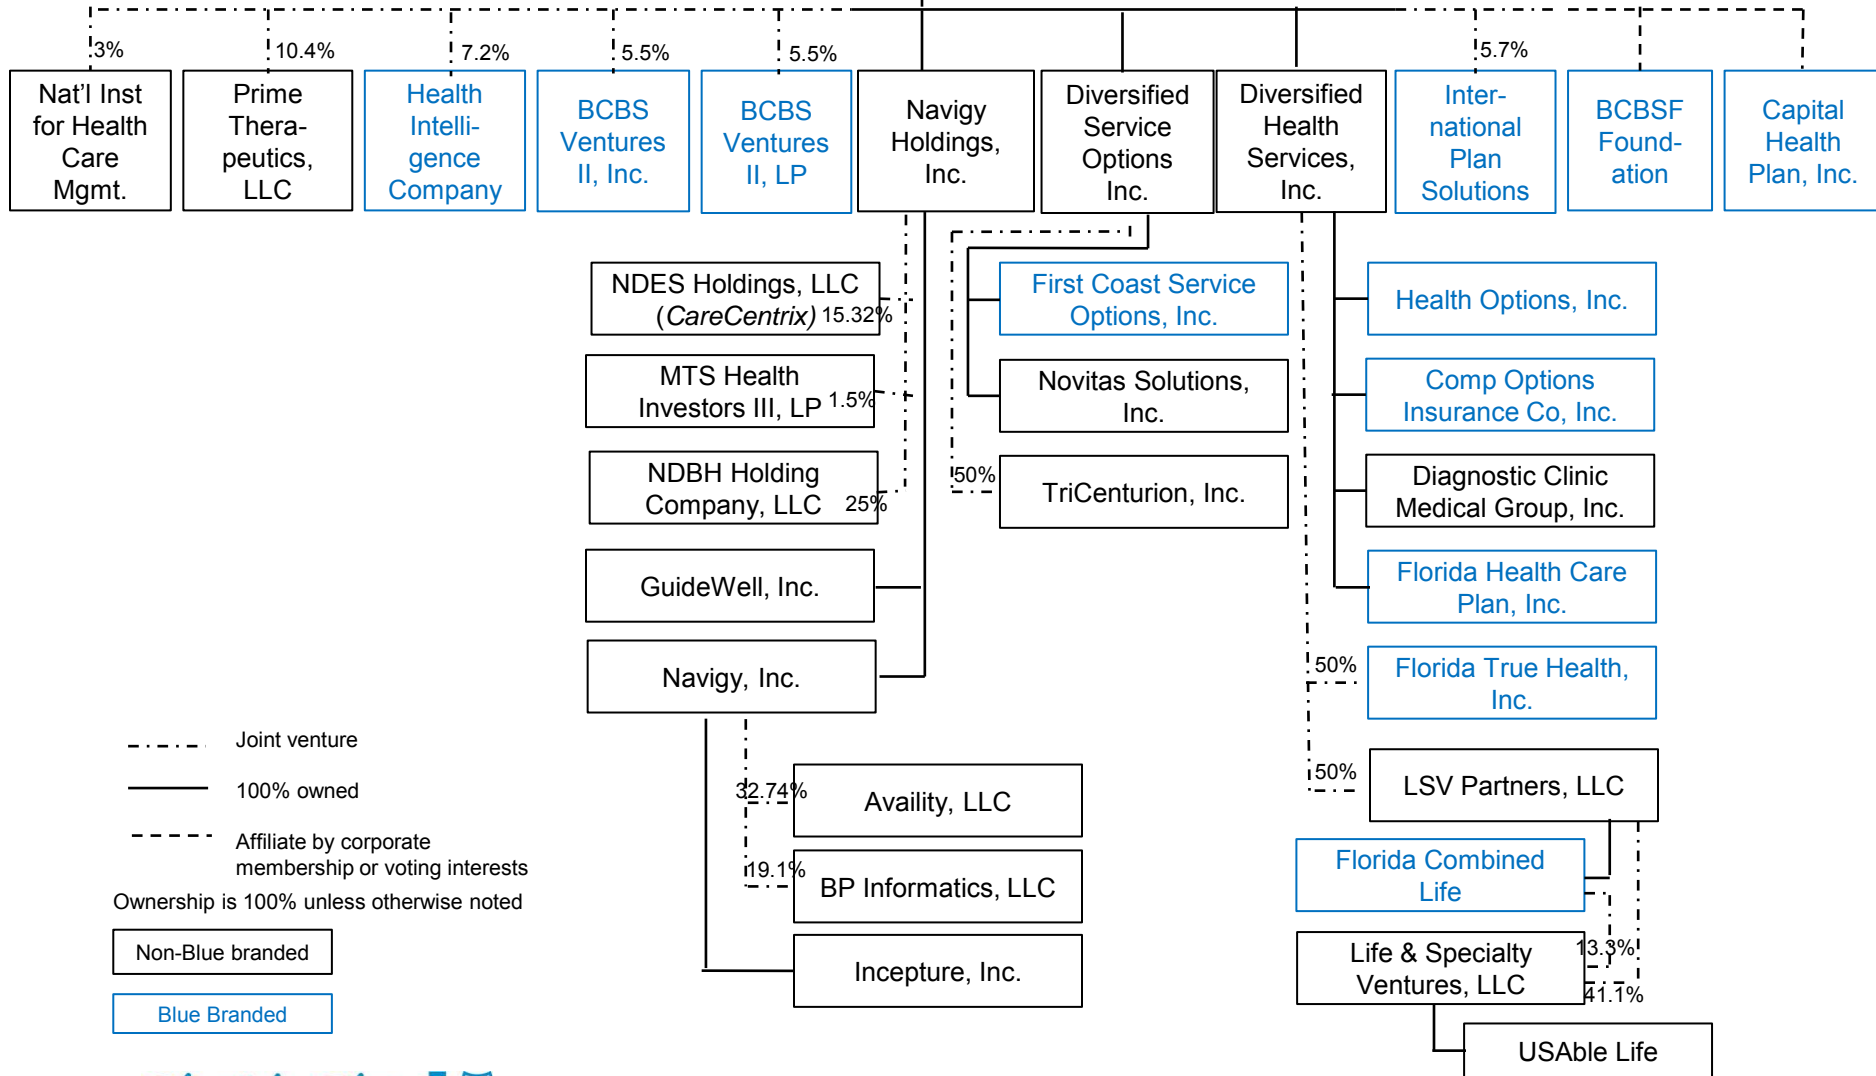 3%
10.4%
7.2%
5.5%
5.5%
5.7%
Nat'l Inst
for Health
Care
Mgmt.
Prime
Thera-
peutics,
LLC
Health
Intelli-
gence
Company
BCBS
Ventures
II, Inc.
BCBS
Ventures
II, LP
Navigy
Holdings,
Inc.
Diversified
Service
Options
Inc.
Diversified
Health
Services,
Inc.
Inter-
national
Plan
Solutions
BCBSF
Found-
ation
Capital
Health
Plan, Inc.
NDES Holdings, LLC
(CareCentrix) 15.32%
MTS Health
Investors III, LP 1.5%
NDBH Holding
Company, LLC 25%
GuideWell, Inc.
Navigy, Inc.
First Coast Service
Options, Inc.
Novitas Solutions,
Inc.
50%
TriCenturion, Inc.
Health Options, Inc.
Comp Options
Insurance Co, Inc.
Diagnostic Clinic
Medical Group, Inc.
Florida Health Care
Plan, Inc.
50%
Florida True Health,
Inc.
50%
LSV Partners, LLC
32.74%
Availity, LLC
19.1%
BP Informatics, LLC
Incepture, Inc.
Florida Combined
Life
13.3%
Life & Specialty
Ventures, LLC
41.1%
USAble Life
Joint venture
100% owned
Affiliate by corporate
membership or voting interests
Ownership is 100% unless otherwise noted
Non-Blue branded
Blue Branded